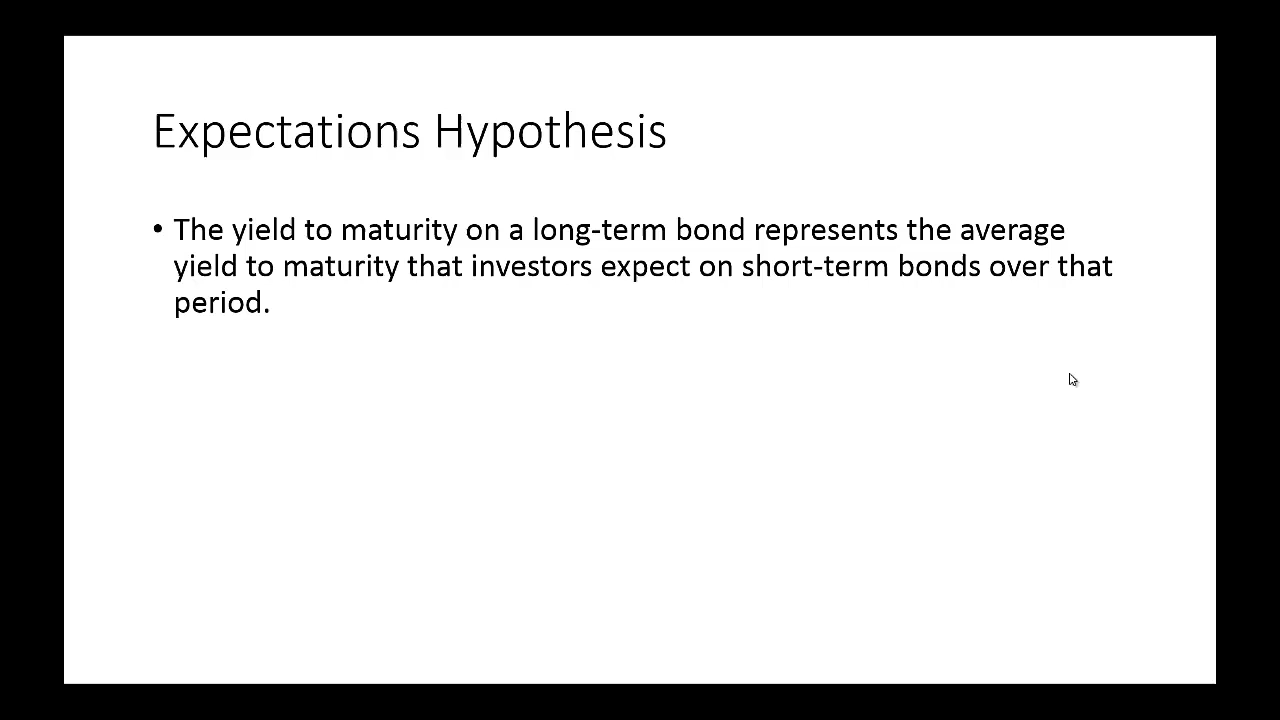 Expectations Hypothesis
• The yield to maturity on a long-term bond represents the average
yield to maturity that investors expect on short-term bonds over that
period.